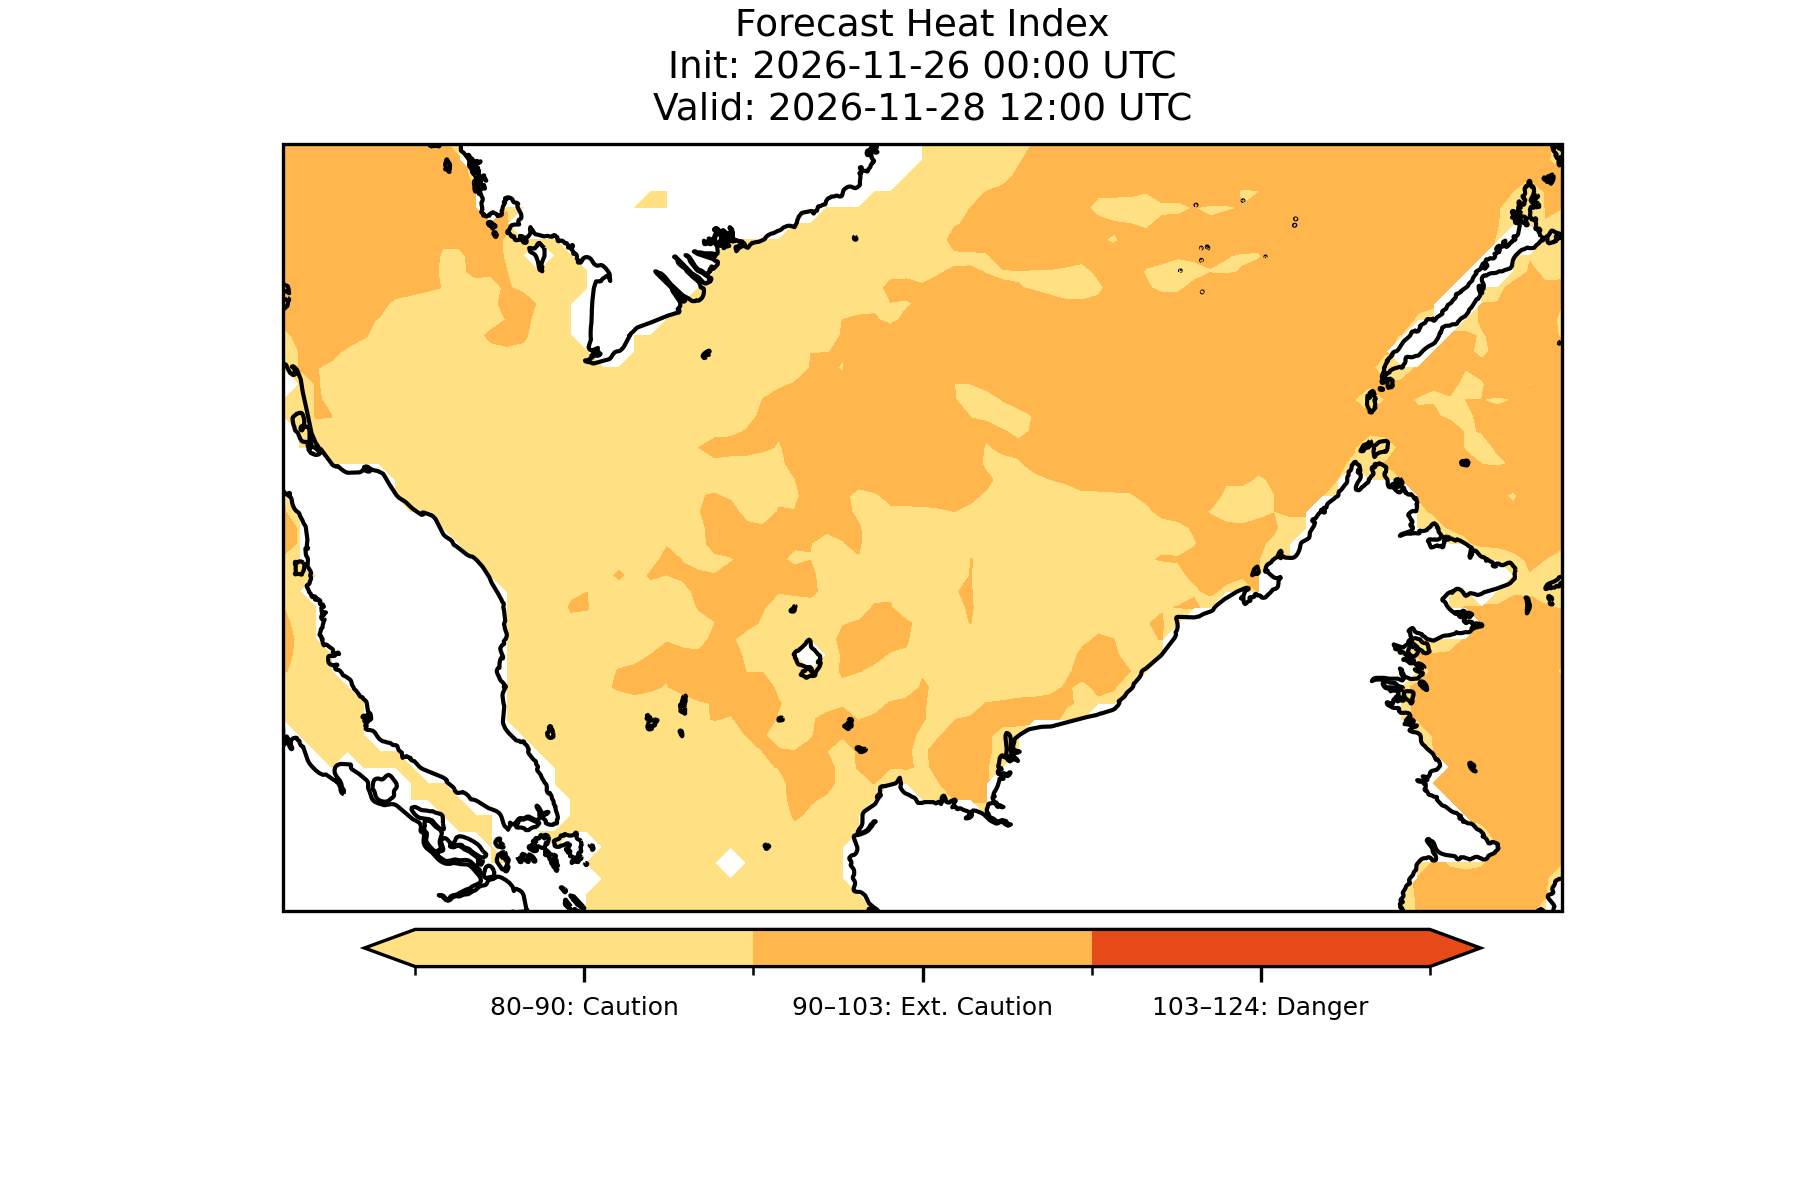 Forecast Heat Index
Init: 2026-11-26 00:00 UTC
Valid: 2026-11-28 12:00 UTC
80–90: Caution
90–103: Ext. Caution
103–124: Danger